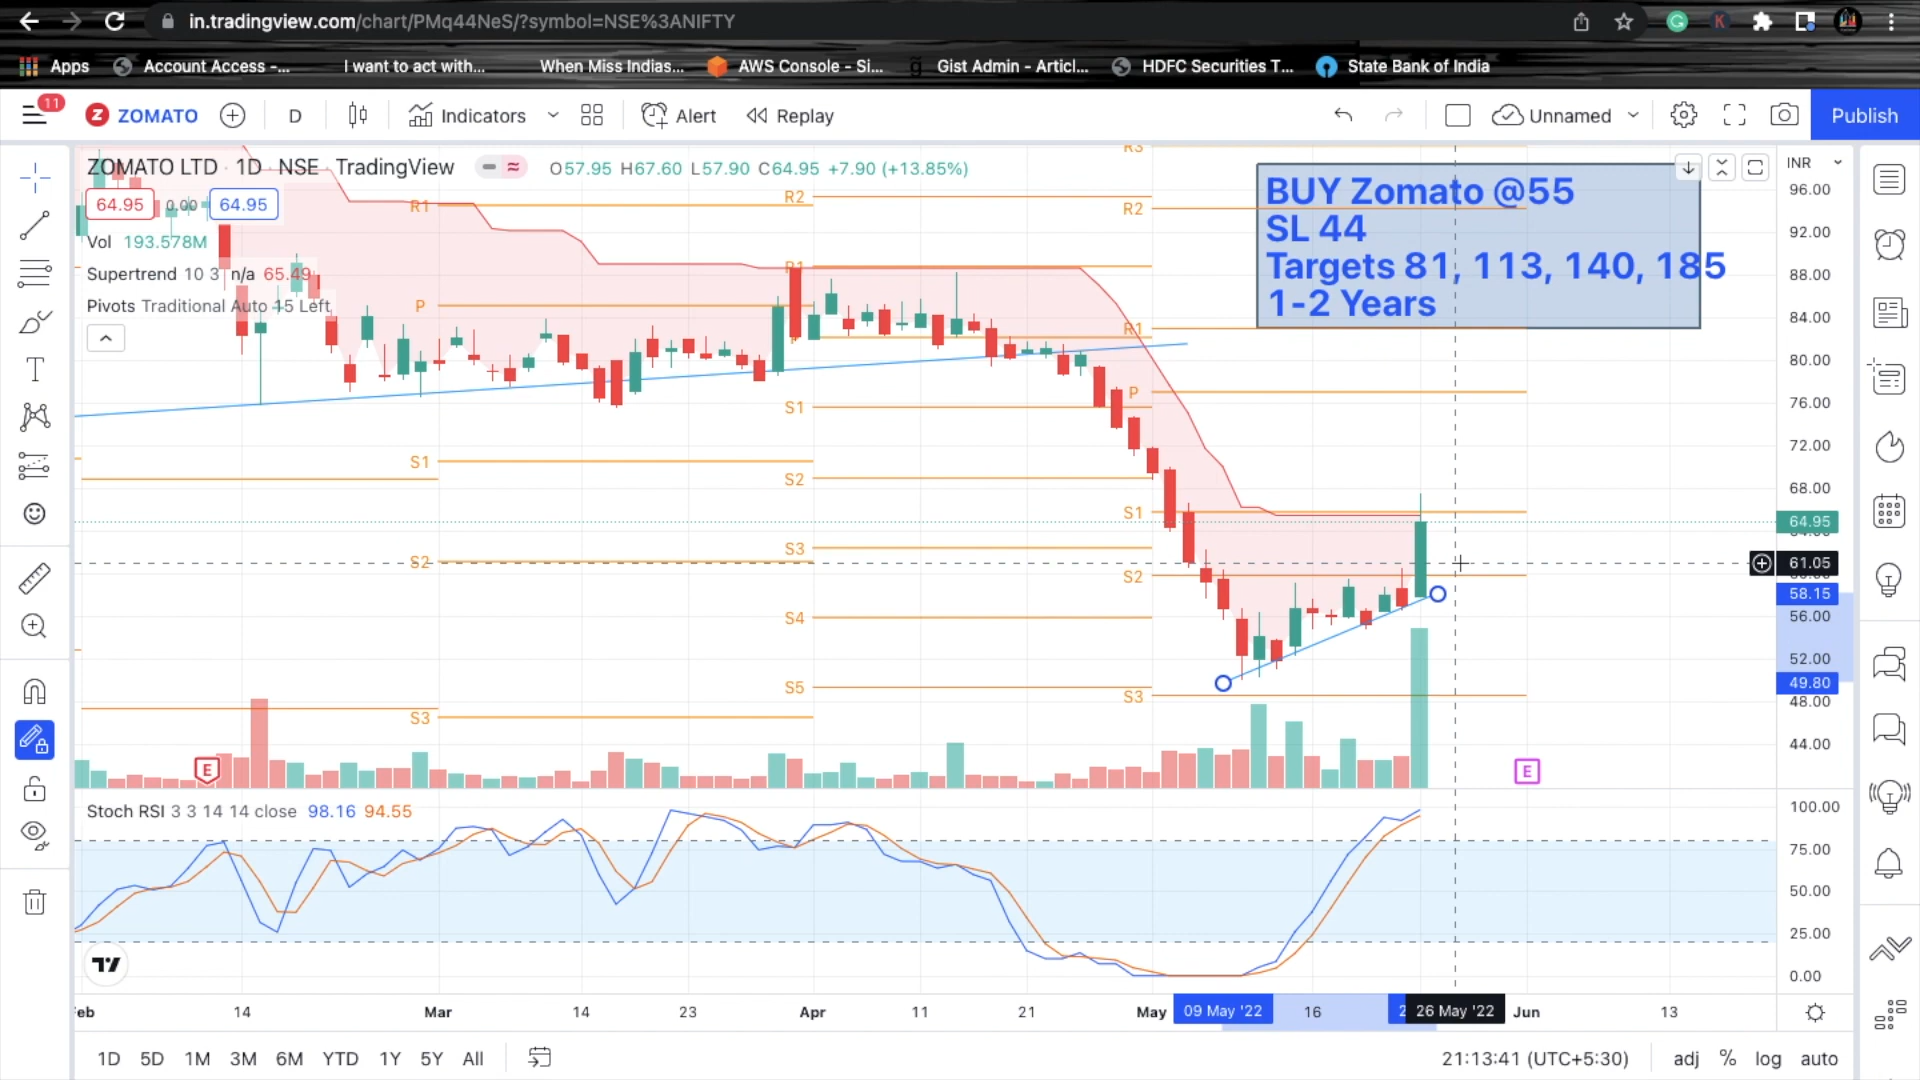 in.tradingview.com/chart/PMq44NeS/?symbol=NSE%3ANIFTY
Apps Account Access -... I want to act with... When Miss Indias... AWS Console - Si... Gist Admin - Articl... HDFC Securities T... State Bank of India
11 ZOMATO D Indicators Alert Replay Unnamed Publish
ZOMATO LTD · 1D · NSE · TradingView O57.95 H67.60 L57.90 C64.95 +7.90 (+13.85%)
64.95 0.00 64.95
Vol 193.578M
Supertrend 10 3 n/a 65.49
Pivots Traditional Auto 15 Left
BUY Zomato @55
SL 44
Targets 81, 113, 140, 185
1-2 Years
R1
P
S1
S2
S3
R2
R1
P
S1
S2
S3
S4
S5
R3
R2
R1
P
S1
S2
S3
E
E
INR
96.00
92.00
88.00
84.00
80.00
76.00
72.00
68.00
64.95
61.05
58.15
56.00
52.00
49.80
48.00
44.00
Stoch RSI 3 3 14 14 close 98.16 94.55
100.00
75.00
50.00
25.00
0.00
14 Mar 14 23 Apr 11 21 May 09 May '22 16 2 26 May '22 Jun 13
1D 5D 1M 3M 6M YTD 1Y 5Y All 21:13:41 (UTC+5:30) adj % log auto